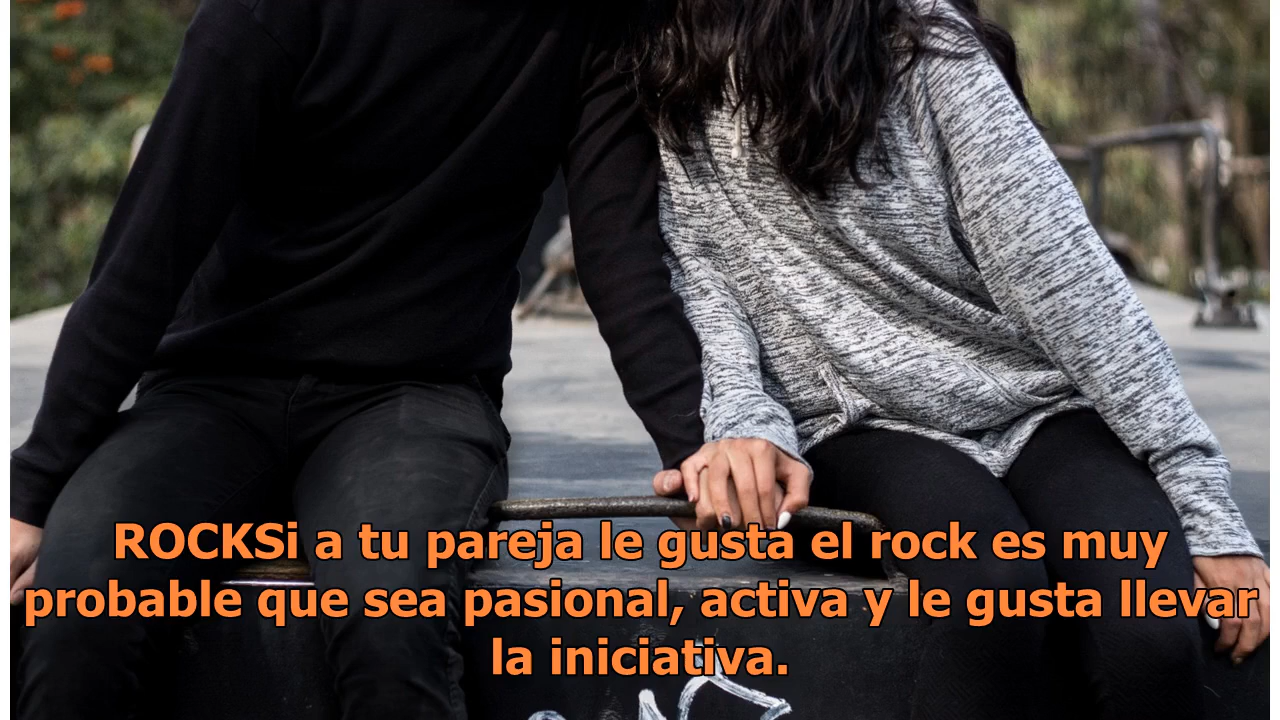 ROCKSi a tu pareja le gusta el rock es muy
probable que sea pasional, activa y le gusta llevar
la iniciativa.